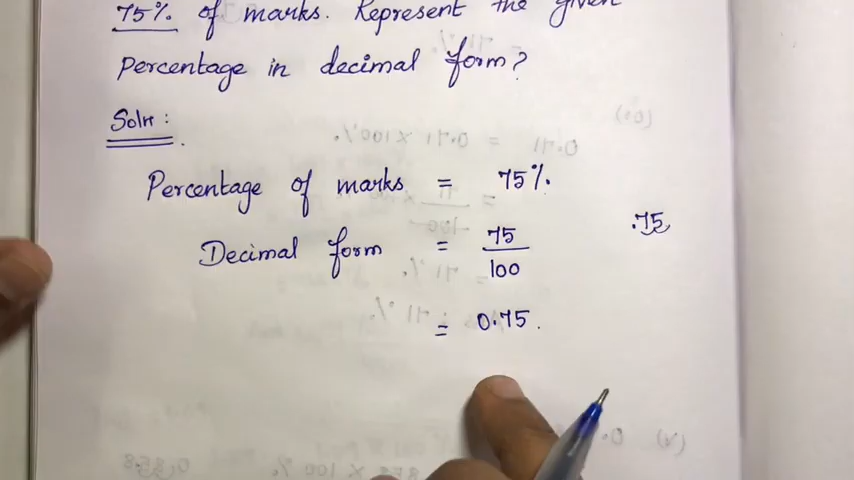 75% of marks. Represent the given
Percentage in decimal form?
Soln:
Percentage of marks = 75%.
Decimal form = 75/100
.75
= 0.75.